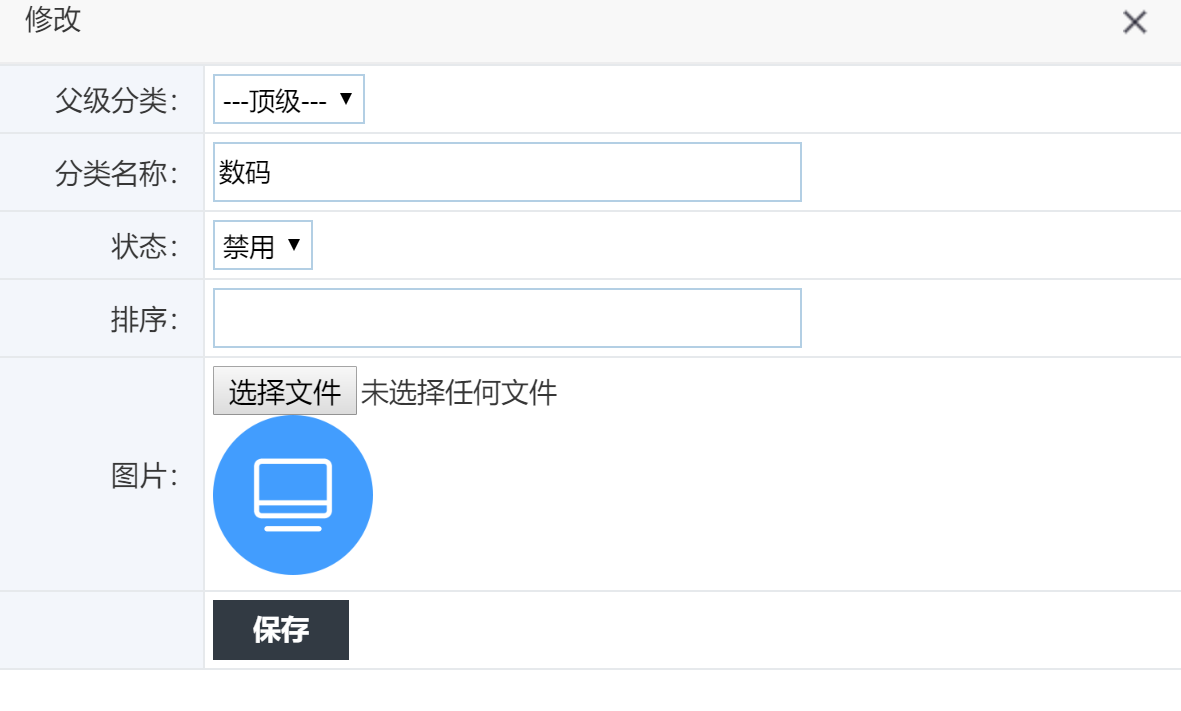 修改
父级分类：
---顶级---
分类名称：
数码
状态：
禁用
排序：
选择文件 未选择任何文件
图片：
保存